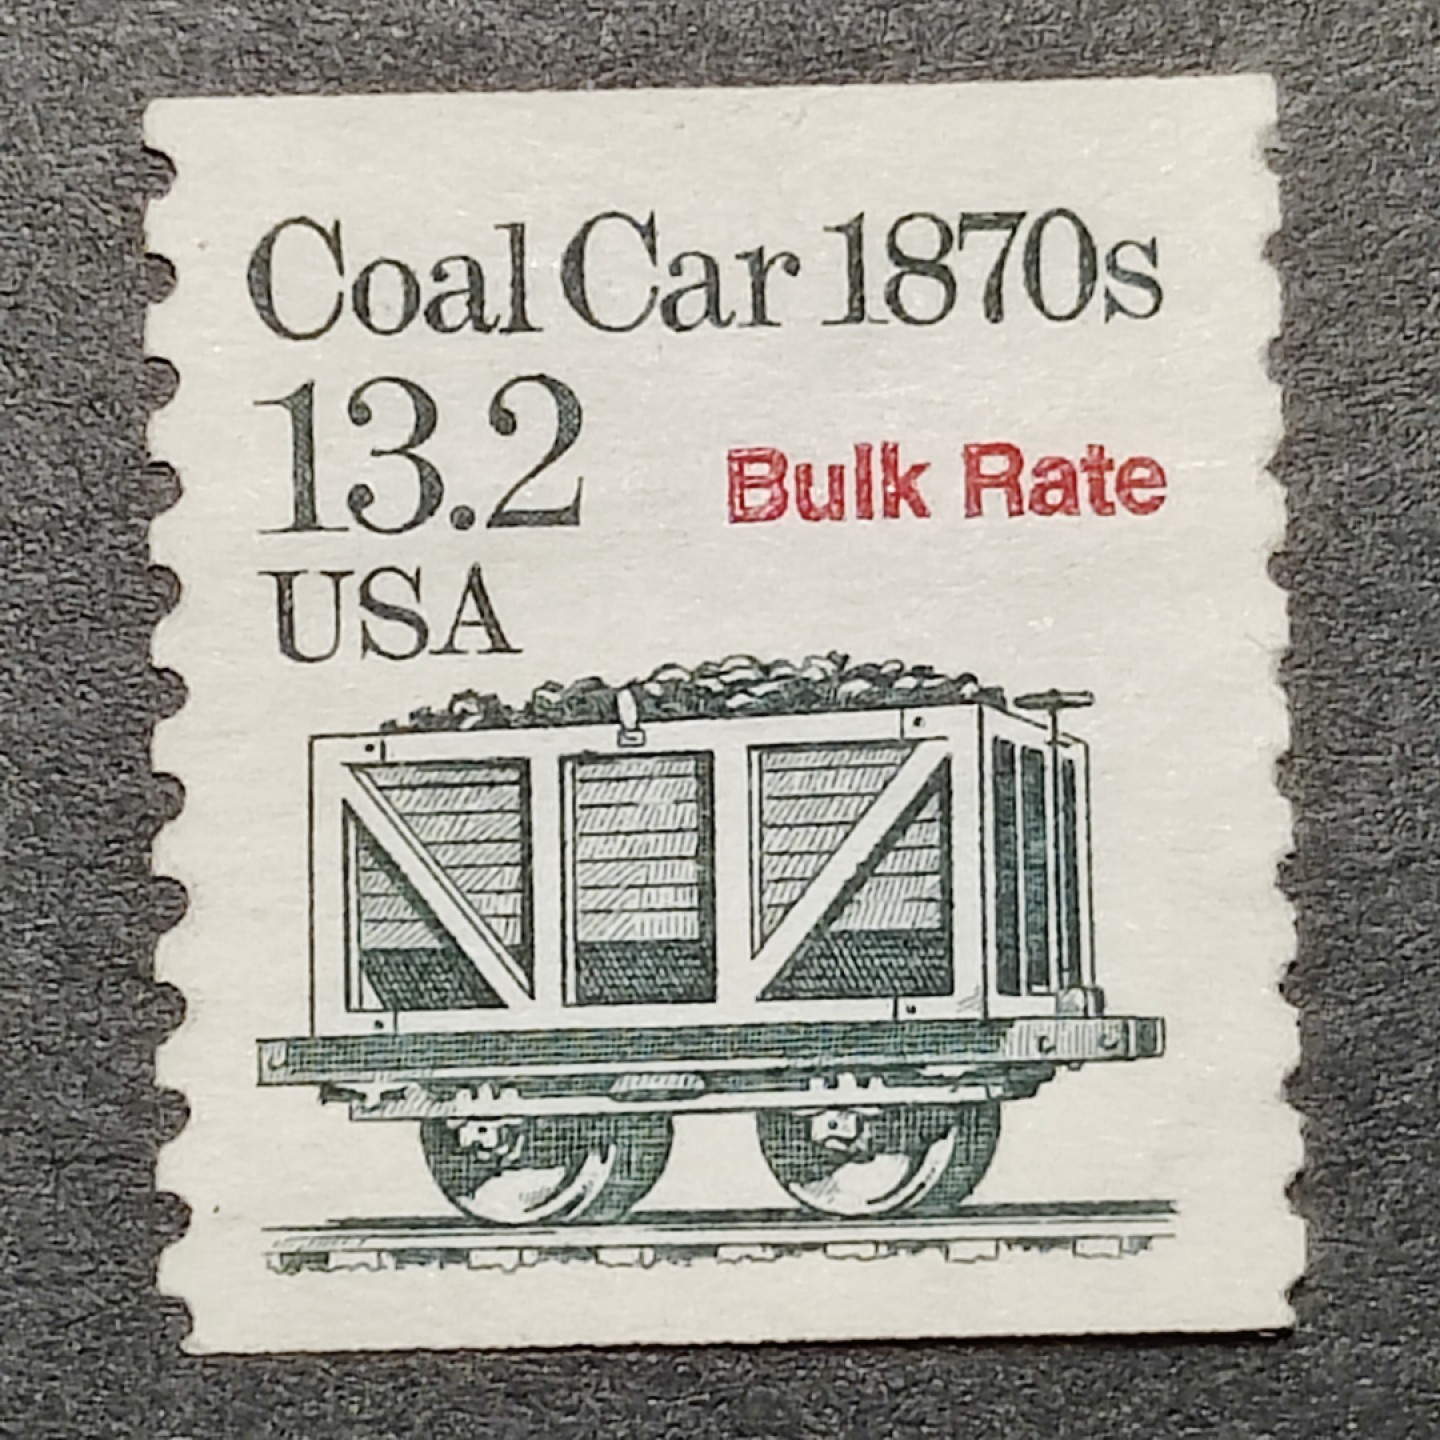 Coal Car 1870s
13.2
Bulk Rate
USA